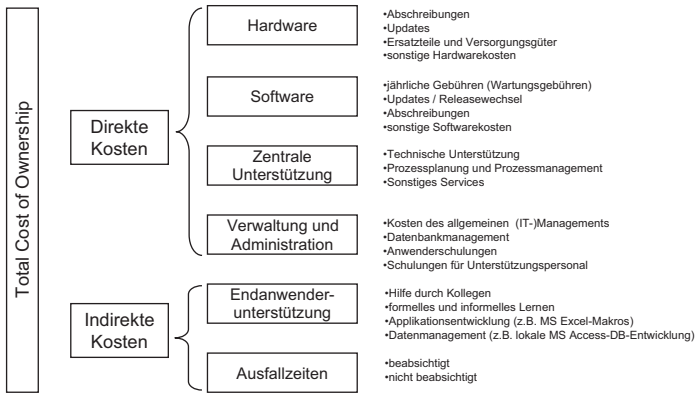 Total Cost of Ownership
Direkte
Kosten
Hardware
•Abschreibungen
•Updates
•Ersatzteile und Versorgungsgüter
•sonstige Hardwarekosten
Software
•jährliche Gebühren (Wartungsgebühren)
•Updates / Releasewechsel
•Abschreibungen
•sonstige Softwarekosten
Zentrale
Unterstützung
•Technische Unterstützung
•Prozessplanung und Prozessmanagement
•Sonstiges Services
Verwaltung und
Administration
•Kosten des allgemeinen (IT-)Managements
•Datenbankmanagement
•Anwenderschulungen
•Schulungen für Unterstützungspersonal
Indirekte
Kosten
Endanwender-
unterstützung
•Hilfe durch Kollegen
•formelles und informelles Lernen
•Applikationsentwicklung (z.B. MS Excel-Makros)
•Datenmanagement (z.B. lokale MS Access-DB-Entwicklung)
Ausfallzeiten
•beabsichtigt
•nicht beabsichtigt